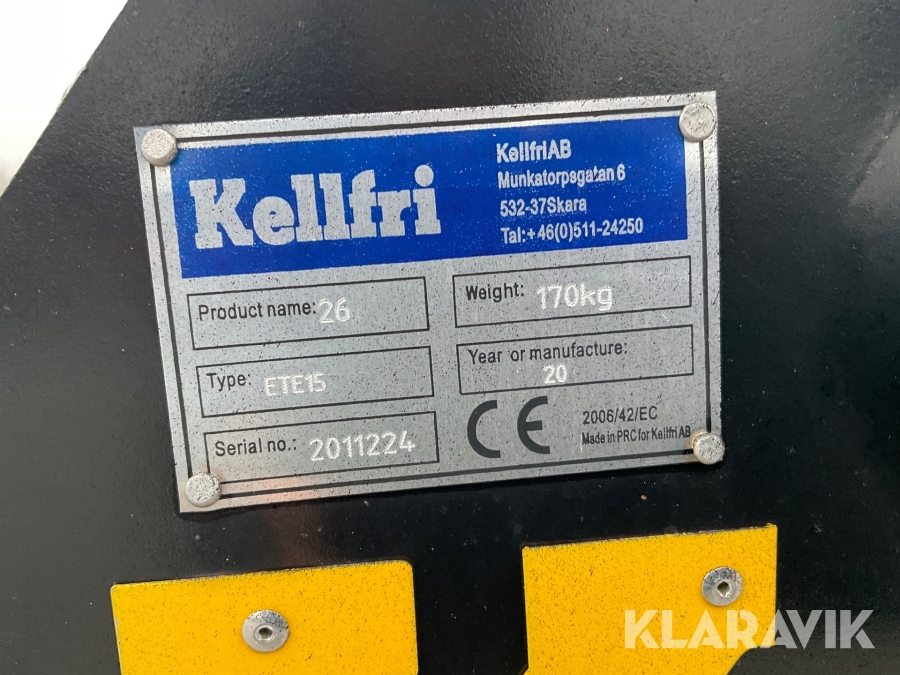 Kellfri
KellfriAB
Munkatorpsgatan 6
532-37Skara
Tal:+46(0)511-24250
Product name: 26
Weight: 170kg
Type: ETE15
Year or manufacture: 20
Serial no.: 2011224
CE
2006/42/EC
Made in PRC for Kellfri AB
KLARAVIK